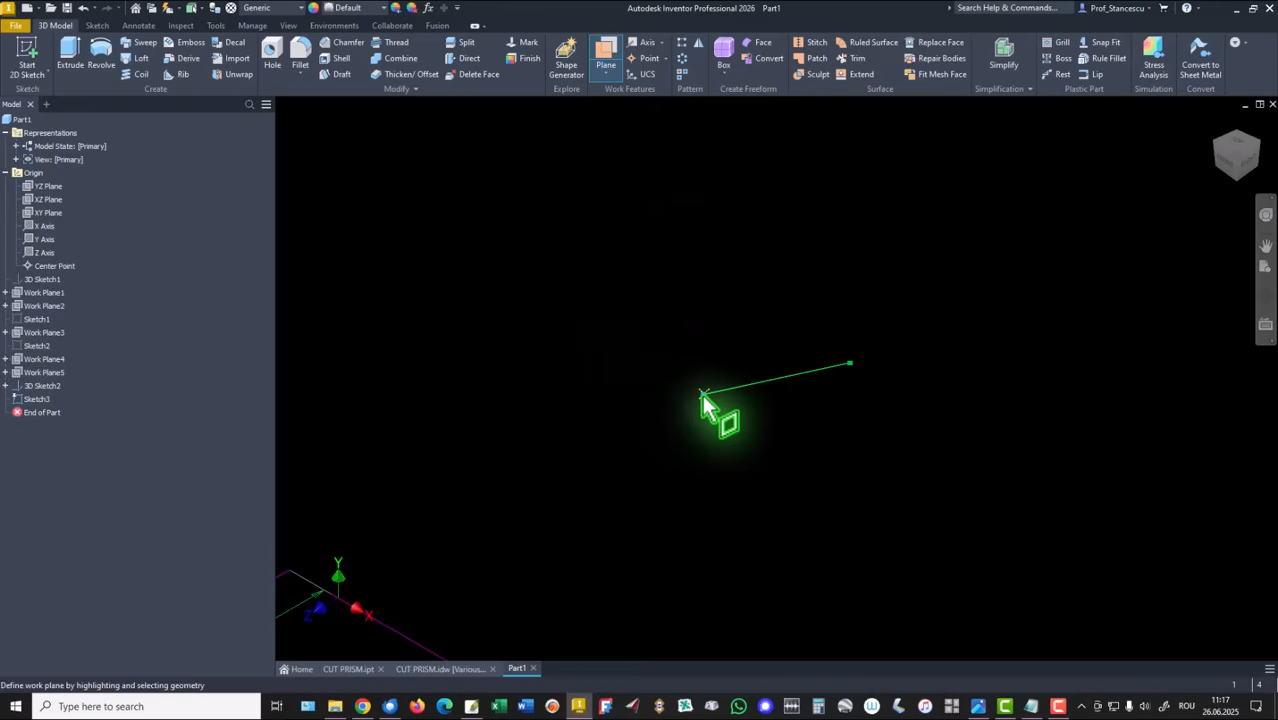 Generic
Default
Autodesk Inventor Professional 2026 Part1
Search Help & Commands...
Prof_Stancescu
File 3D Model Sketch Annotate Inspect Tools Manage View Environments Collaborate Fusion
Start
2D Sketch
Extrude
Revolve
Sweep
Loft
Coil
Emboss
Derive
Rib
Decal
Import
Unwrap
Create
Hole
Fillet
Chamfer
Shell
Draft
Thread
Combine
Thicken/ Offset
Split
Direct
Delete Face
Mark
Finish
Modify
Shape
Generator
Explore
Plane
Axis
Point
UCS
Work Features
Pattern
Box
Face
Convert
Create Freeform
Stitch
Patch
Sculpt
Ruled Surface
Trim
Extend
Replace Face
Repair Bodies
Fit Mesh Face
Surface
Simplify
Simplification
Grill
Boss
Rest
Snap Fit
Rule Fillet
Lip
Plastic Part
Stress
Analysis
Simulation
Convert to
Sheet Metal
Convert
Model
Part1
Representations
Model State: [Primary]
View: [Primary]
Origin
YZ Plane
XZ Plane
XY Plane
X Axis
Y Axis
Z Axis
Center Point
3D Sketch1
Work Plane1
Work Plane2
Sketch1
Work Plane3
Sketch2
Work Plane4
Work Plane5
3D Sketch2
Sketch3
End of Part
Y
Z
X
Home CUT PRISM.ipt CUT PRISM.idw [Various... Part1
Define work plane by highlighting and selecting geometry
1 4
Type here to search
ROU
11:17
26.06.2025